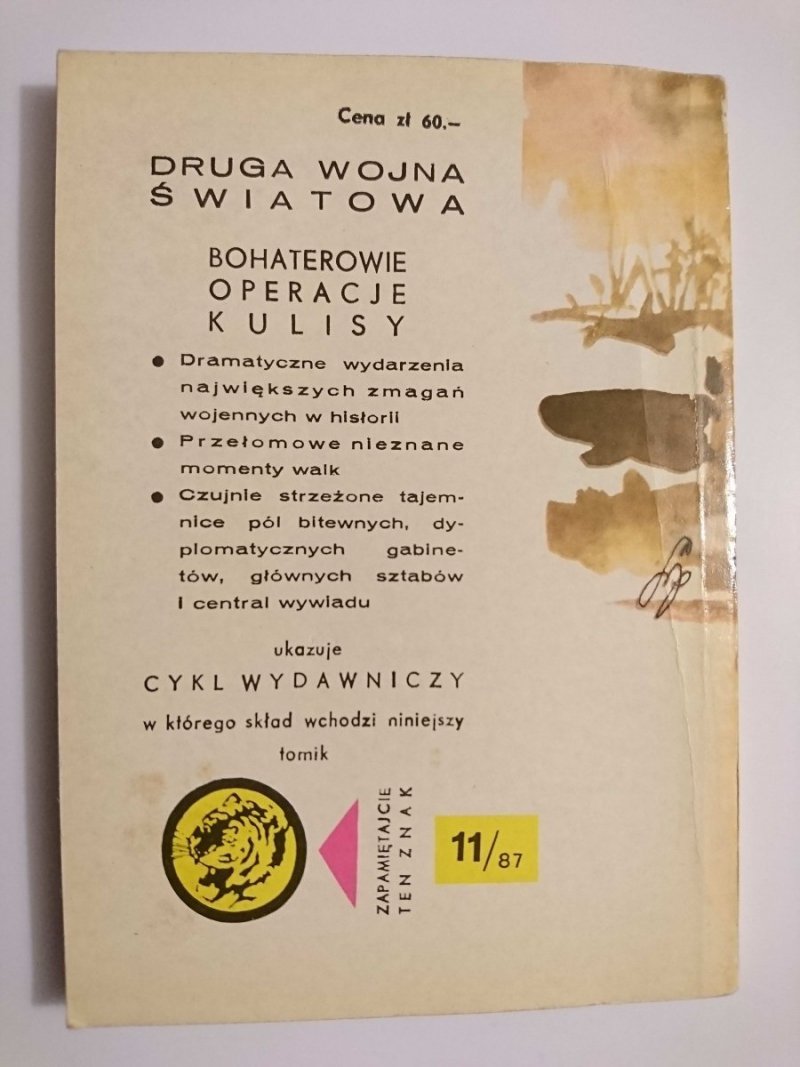 Cena zł 60.—
DRUGA WOJNA
ŚWIATOWA
BOHATEROWIE
OPERACJE
KULISY
● Dramatyczne wydarzenia
największych zmagań
wojennych w historii
● Przełomowe nieznane
momenty walk
● Czujnie strzeżone tajem-
nice pól bitewnych, dy-
plomatycznych gabine-
tów, głównych sztabów
i central wywiadu
ukazuje
CYKL WYDAWNICZY
w którego skład wchodzi niniejszy
tomik
ZAPAMIĘTAJCIE
TEN ZNAK
11/87